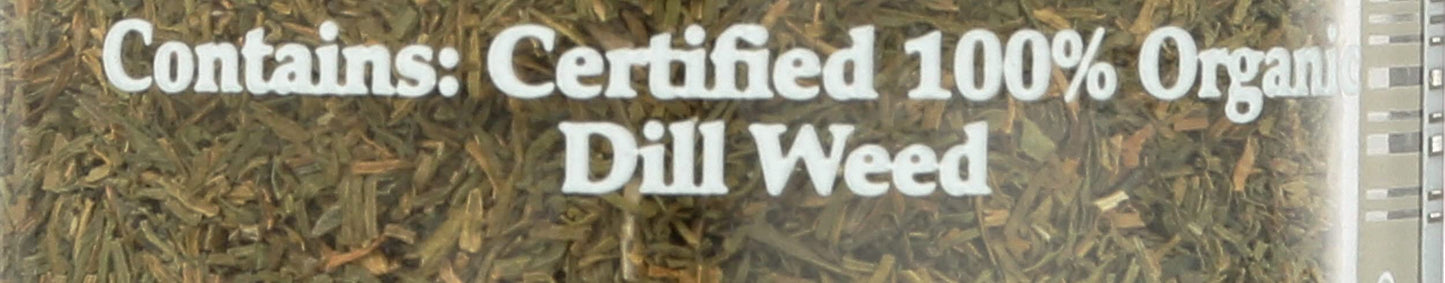 Contains: Certified 100% Organic
Dill Weed